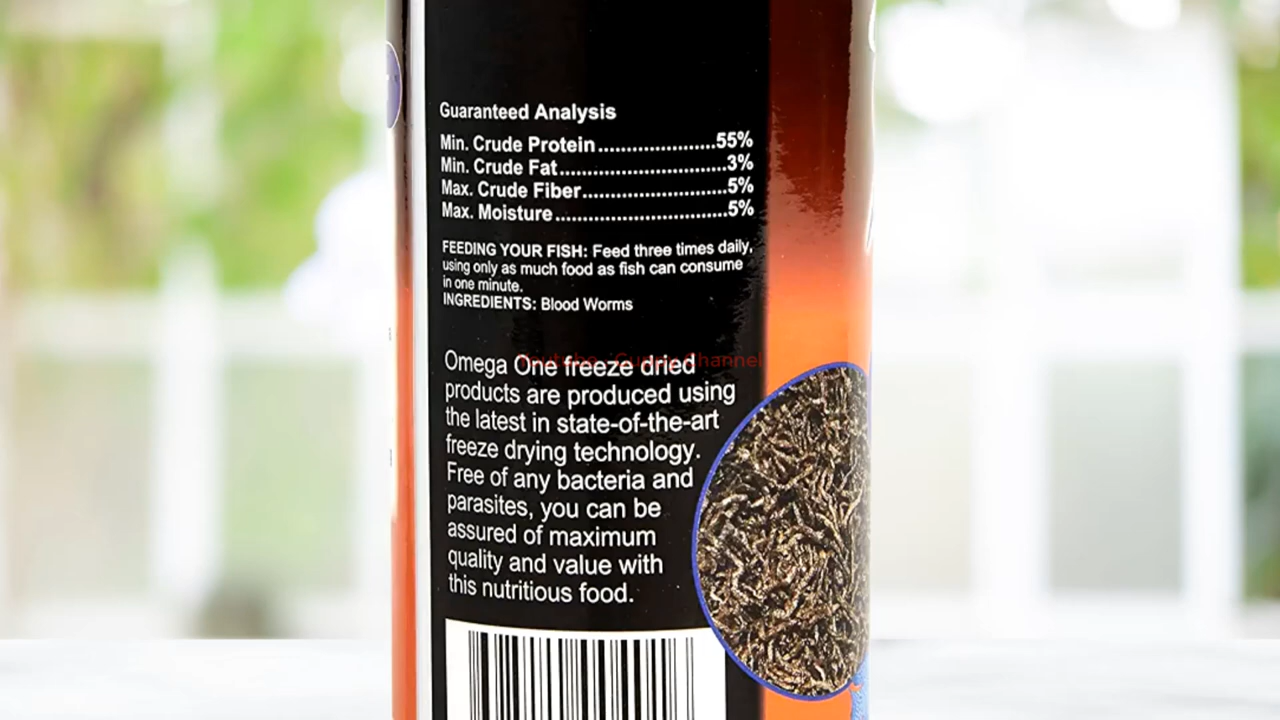 Guaranteed Analysis
Min. Crude Protein.....................55%
Min. Crude Fat..............................3%
Max. Crude Fiber..........................5%
Max. Moisture...............................5%
FEEDING YOUR FISH: Feed three times daily,
using only as much food as fish can consume
in one minute.
INGREDIENTS: Blood Worms
Youtube : Guppy Channel
Omega One freeze dried
products are produced using
the latest in state-of-the-art
freeze drying technology.
Free of any bacteria and
parasites, you can be
assured of maximum
quality and value with
this nutritious food.